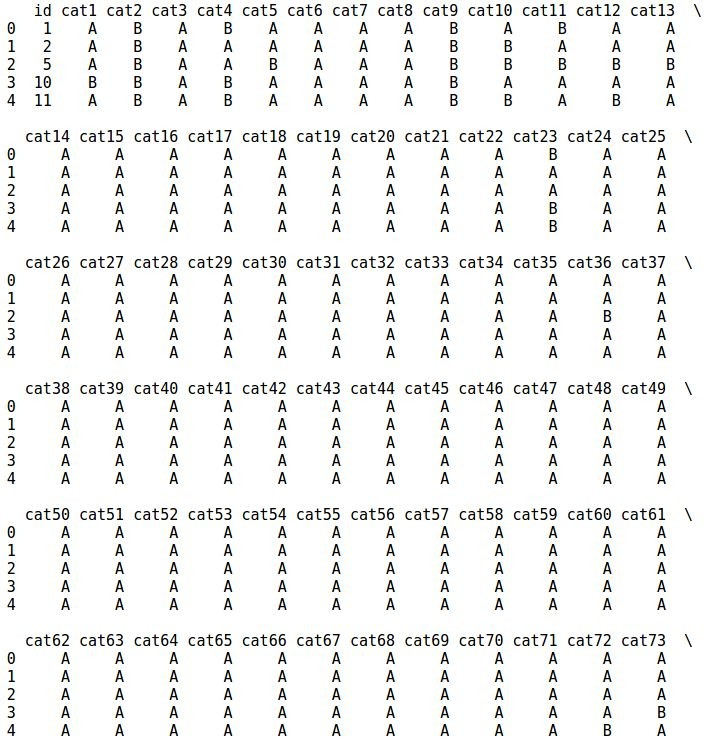 id cat1 cat2 cat3 cat4 cat5 cat6 cat7 cat8 cat9 cat10 cat11 cat12 cat13 \
0 1 A B A B A A A A B A B A A
1 2 A B A A A A A A B B A A A
2 5 A B A A B A A A B B B B B
3 10 B B A B A A A A B A A A A
4 11 A B A B A A A A B B A B A
cat14 cat15 cat16 cat17 cat18 cat19 cat20 cat21 cat22 cat23 cat24 cat25 \
0 A A A A A A A A A B A A
1 A A A A A A A A A A A A
2 A A A A A A A A A A A A
3 A A A A A A A A A B A A
4 A A A A A A A A A B A A
cat26 cat27 cat28 cat29 cat30 cat31 cat32 cat33 cat34 cat35 cat36 cat37 \
0 A A A A A A A A A A A A
1 A A A A A A A A A A A A
2 A A A A A A A A A A B A
3 A A A A A A A A A A A A
4 A A A A A A A A A A A A
cat38 cat39 cat40 cat41 cat42 cat43 cat44 cat45 cat46 cat47 cat48 cat49 \
0 A A A A A A A A A A A A
1 A A A A A A A A A A A A
2 A A A A A A A A A A A A
3 A A A A A A A A A A A A
4 A A A A A A A A A A A A
cat50 cat51 cat52 cat53 cat54 cat55 cat56 cat57 cat58 cat59 cat60 cat61 \
0 A A A A A A A A A A A A
1 A A A A A A A A A A A A
2 A A A A A A A A A A A A
3 A A A A A A A A A A A A
4 A A A A A A A A A A A A
cat62 cat63 cat64 cat65 cat66 cat67 cat68 cat69 cat70 cat71 cat72 cat73 \
0 A A A A A A A A A A A A
1 A A A A A A A A A A A A
2 A A A A A A A A A A A A
3 A A A A A A A A A A A B
4 A A A A A A A A A A B A